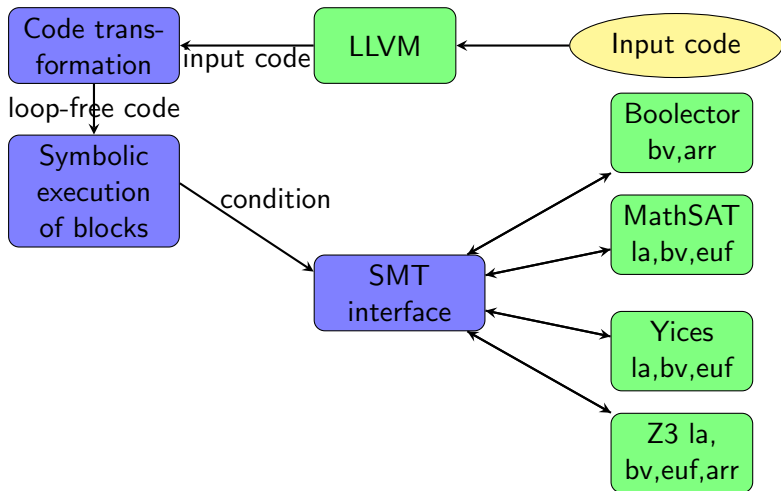 Code trans-
formation
input code
LLVM
Input code
loop-free code
Symbolic
execution
of blocks
condition
SMT
interface
Boolector
bv,arr
MathSAT
la,bv,euf
Yices
la,bv,euf
Z3 la,
bv,euf,arr